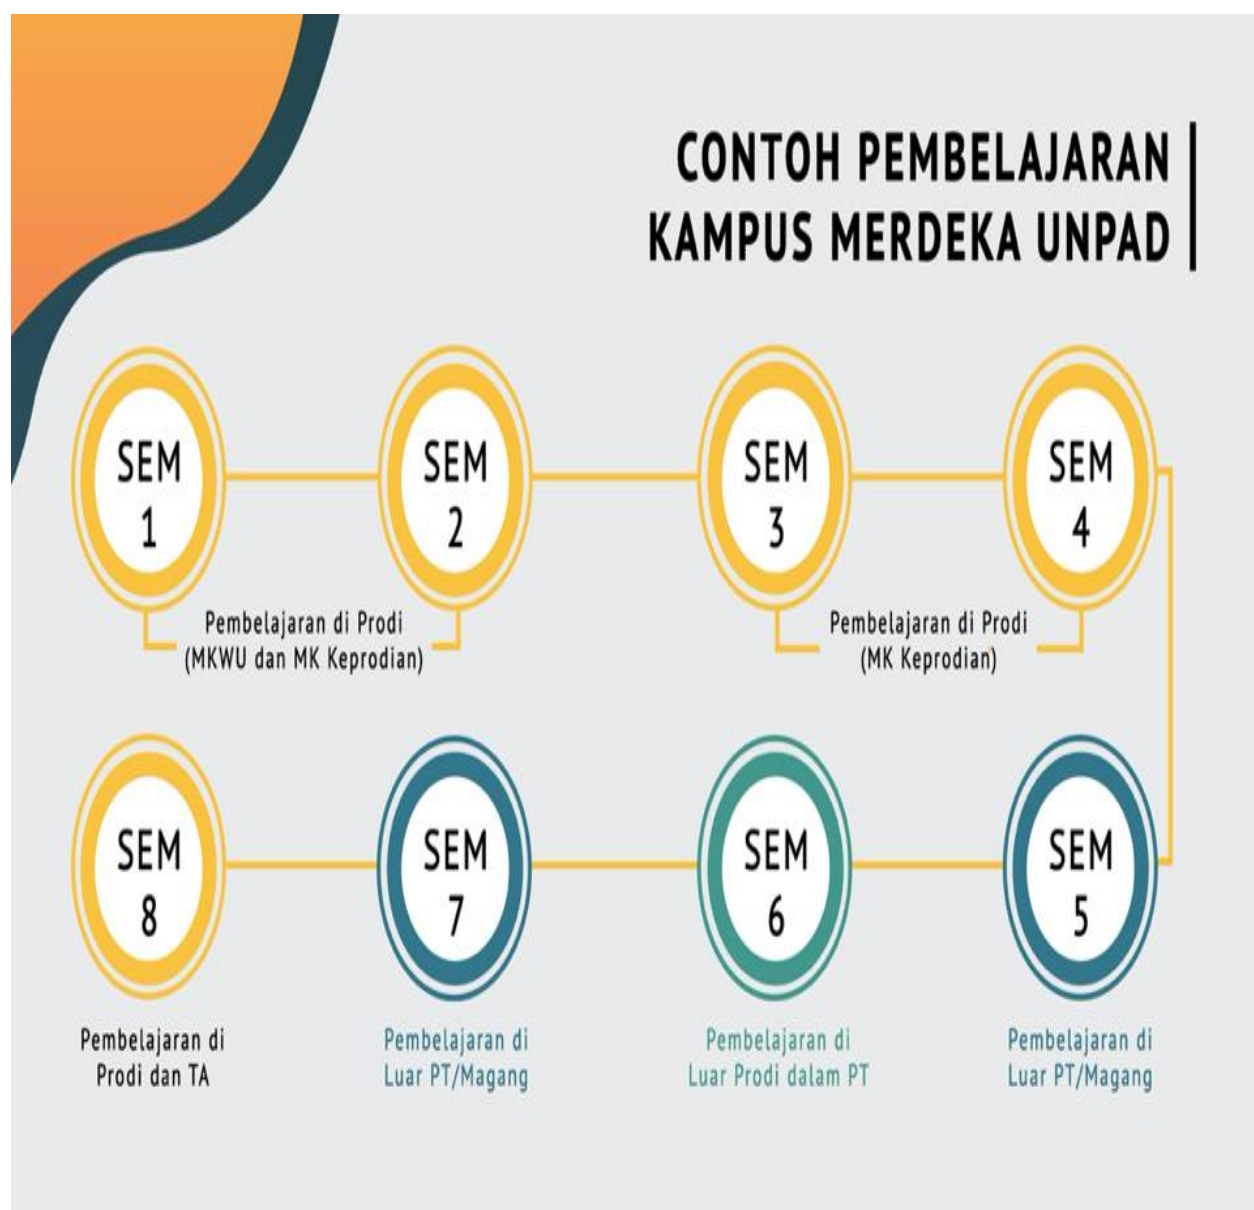 CONTOH PEMBELAJARAN
KAMPUS MERDEKA UNPAD
SEM
1
SEM
2
SEM
3
SEM
4
Pembelajaran di Prodi
(MKWU dan MK Keprodian)
Pembelajaran di Prodi
(MK Keprodian)
SEM
8
SEM
7
SEM
6
SEM
5
Pembelajaran di
Prodi dan TA
Pembelajaran di
Luar PT/Magang
Pembelajaran di
Luar Prodi dalam PT
Pembelajaran di
Luar PT/Magang